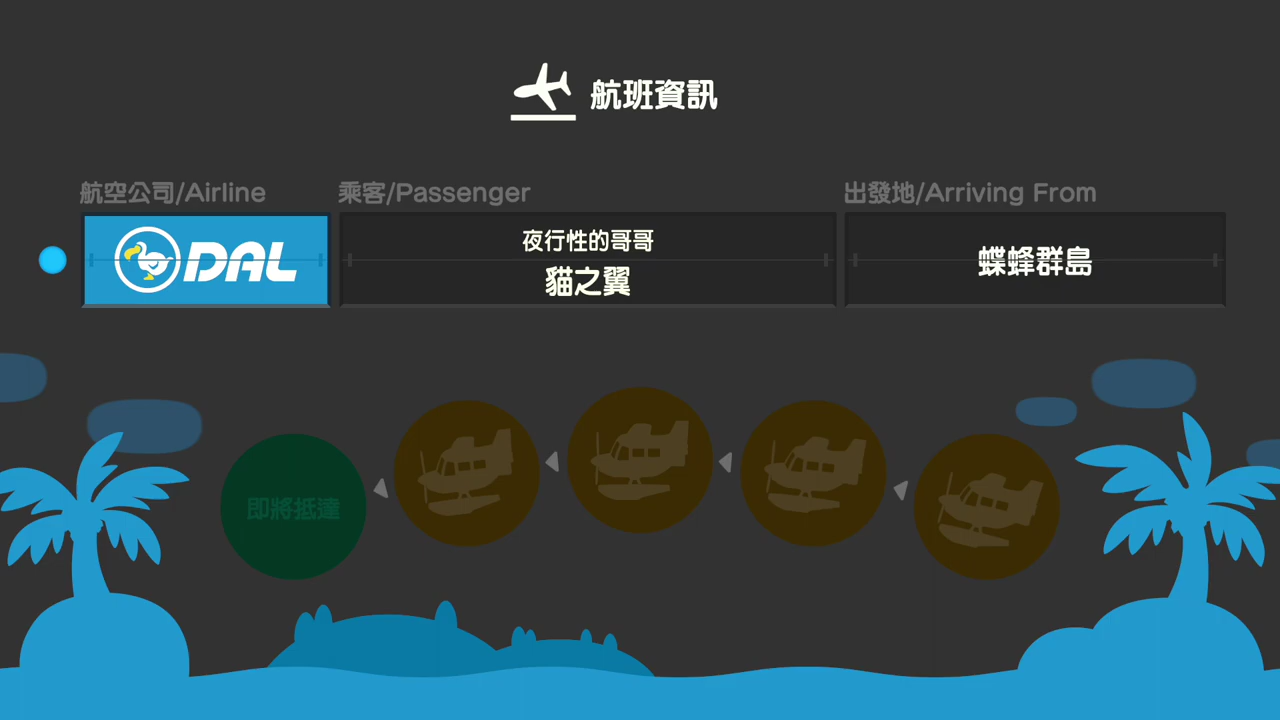 航班資訊
航空公司/Airline
乘客/Passenger
出發地/Arriving From
DAL
夜行性的哥哥
貓之翼
蝶蜂群島
即將抵達